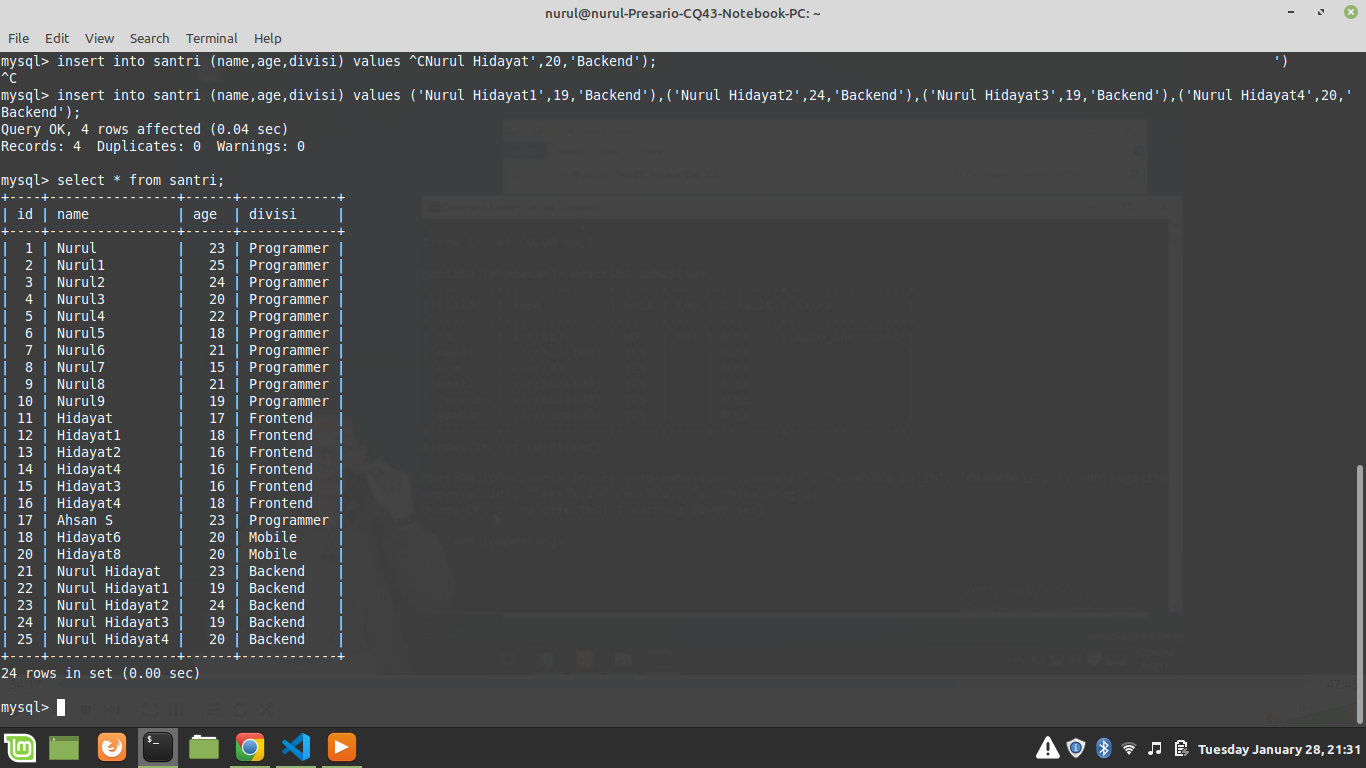 nurul@nurul-Presario-CQ43-Notebook-PC: ~
File Edit View Search Terminal Help
mysql> insert into santri (name,age,divisi) values ^CNurul Hidayat',20,'Backend'); ')
^C
mysql> insert into santri (name,age,divisi) values ('Nurul Hidayat1',19,'Backend'),('Nurul Hidayat2',24,'Backend'),('Nurul Hidayat3',19,'Backend'),('Nurul Hidayat4',20,'
Backend');
Query OK, 4 rows affected (0.04 sec)
Records: 4  Duplicates: 0  Warnings: 0
mysql> select * from santri;
+----+----------------+------+------------+
| id | name           | age  | divisi     |
+----+----------------+------+------------+
|  1 | Nurul          |   23 | Programmer |
|  2 | Nurul1         |   25 | Programmer |
|  3 | Nurul2         |   24 | Programmer |
|  4 | Nurul3         |   20 | Programmer |
|  5 | Nurul4         |   22 | Programmer |
|  6 | Nurul5         |   18 | Programmer |
|  7 | Nurul6         |   21 | Programmer |
|  8 | Nurul7         |   15 | Programmer |
|  9 | Nurul8         |   21 | Programmer |
| 10 | Nurul9         |   19 | Programmer |
| 11 | Hidayat        |   17 | Frontend   |
| 12 | Hidayat1       |   18 | Frontend   |
| 13 | Hidayat2       |   16 | Frontend   |
| 14 | Hidayat4       |   16 | Frontend   |
| 15 | Hidayat3       |   16 | Frontend   |
| 16 | Hidayat4       |   18 | Frontend   |
| 17 | Ahsan S        |   23 | Programmer |
| 18 | Hidayat6       |   20 | Mobile     |
| 20 | Hidayat8       |   20 | Mobile     |
| 21 | Nurul Hidayat  |   23 | Backend    |
| 22 | Nurul Hidayat1 |   19 | Backend    |
| 23 | Nurul Hidayat2 |   24 | Backend    |
| 24 | Nurul Hidayat3 |   19 | Backend    |
| 25 | Nurul Hidayat4 |   20 | Backend    |
+----+----------------+------+------------+
24 rows in set (0.00 sec)
mysql>
Tuesday January 28, 21:31